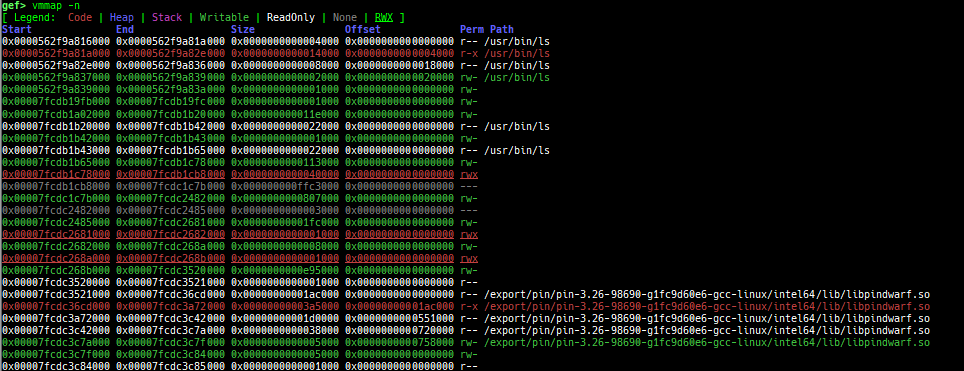 gef> vmmap -n
[ Legend:  Code | Heap | Stack | Writable | ReadOnly | None | RWX ]
Start              End                Size               Offset             Perm Path
0x0000562f9a816000 0x0000562f9a81a000 0x0000000000004000 0x0000000000000000 r-- /usr/bin/ls
0x0000562f9a81a000 0x0000562f9a82e000 0x0000000000014000 0x0000000000004000 r-x /usr/bin/ls
0x0000562f9a82e000 0x0000562f9a836000 0x0000000000008000 0x0000000000018000 r-- /usr/bin/ls
0x0000562f9a837000 0x0000562f9a839000 0x0000000000002000 0x0000000000020000 rw- /usr/bin/ls
0x0000562f9a839000 0x0000562f9a83a000 0x0000000000001000 0x0000000000000000 rw-
0x00007fcdb19fb000 0x00007fcdb19fc000 0x0000000000001000 0x0000000000000000 rw-
0x00007fcdb1a02000 0x00007fcdb1b20000 0x000000000011e000 0x0000000000000000 rw-
0x00007fcdb1b20000 0x00007fcdb1b42000 0x0000000000022000 0x0000000000000000 r-- /usr/bin/ls
0x00007fcdb1b42000 0x00007fcdb1b43000 0x0000000000001000 0x0000000000000000 rw-
0x00007fcdb1b43000 0x00007fcdb1b65000 0x0000000000022000 0x0000000000000000 r-- /usr/bin/ls
0x00007fcdb1b65000 0x00007fcdb1c78000 0x0000000000113000 0x0000000000000000 rw-
0x00007fcdb1c78000 0x00007fcdb1cb8000 0x0000000000040000 0x0000000000000000 rwx
0x00007fcdb1cb8000 0x00007fcdc1c7b000 0x000000000ffc3000 0x0000000000000000 ---
0x00007fcdc1c7b000 0x00007fcdc2482000 0x0000000000807000 0x0000000000000000 rw-
0x00007fcdc2482000 0x00007fcdc2485000 0x0000000000003000 0x0000000000000000 ---
0x00007fcdc2485000 0x00007fcdc2681000 0x00000000001fc000 0x0000000000000000 rw-
0x00007fcdc2681000 0x00007fcdc2682000 0x0000000000001000 0x0000000000000000 rwx
0x00007fcdc2682000 0x00007fcdc268a000 0x0000000000008000 0x0000000000000000 rw-
0x00007fcdc268a000 0x00007fcdc268b000 0x0000000000001000 0x0000000000000000 rwx
0x00007fcdc268b000 0x00007fcdc3520000 0x0000000000e95000 0x0000000000000000 rw-
0x00007fcdc3520000 0x00007fcdc3521000 0x0000000000001000 0x0000000000000000 r--
0x00007fcdc3521000 0x00007fcdc36cd000 0x00000000001ac000 0x0000000000000000 r-- /export/pin/pin-3.26-98690-g1fc9d60e6-gcc-linux/intel64/lib/libpindwarf.so
0x00007fcdc36cd000 0x00007fcdc3a72000 0x00000000003a5000 0x00000000001ac000 r-x /export/pin/pin-3.26-98690-g1fc9d60e6-gcc-linux/intel64/lib/libpindwarf.so
0x00007fcdc3a72000 0x00007fcdc3c42000 0x00000000001d0000 0x0000000000551000 r-- /export/pin/pin-3.26-98690-g1fc9d60e6-gcc-linux/intel64/lib/libpindwarf.so
0x00007fcdc3c42000 0x00007fcdc3c7a000 0x0000000000038000 0x0000000000720000 r-- /export/pin/pin-3.26-98690-g1fc9d60e6-gcc-linux/intel64/lib/libpindwarf.so
0x00007fcdc3c7a000 0x00007fcdc3c7f000 0x0000000000005000 0x0000000000758000 rw- /export/pin/pin-3.26-98690-g1fc9d60e6-gcc-linux/intel64/lib/libpindwarf.so
0x00007fcdc3c7f000 0x00007fcdc3c84000 0x0000000000005000 0x0000000000000000 rw-
0x00007fcdc3c84000 0x00007fcdc3c85000 0x0000000000001000 0x0000000000000000 r--